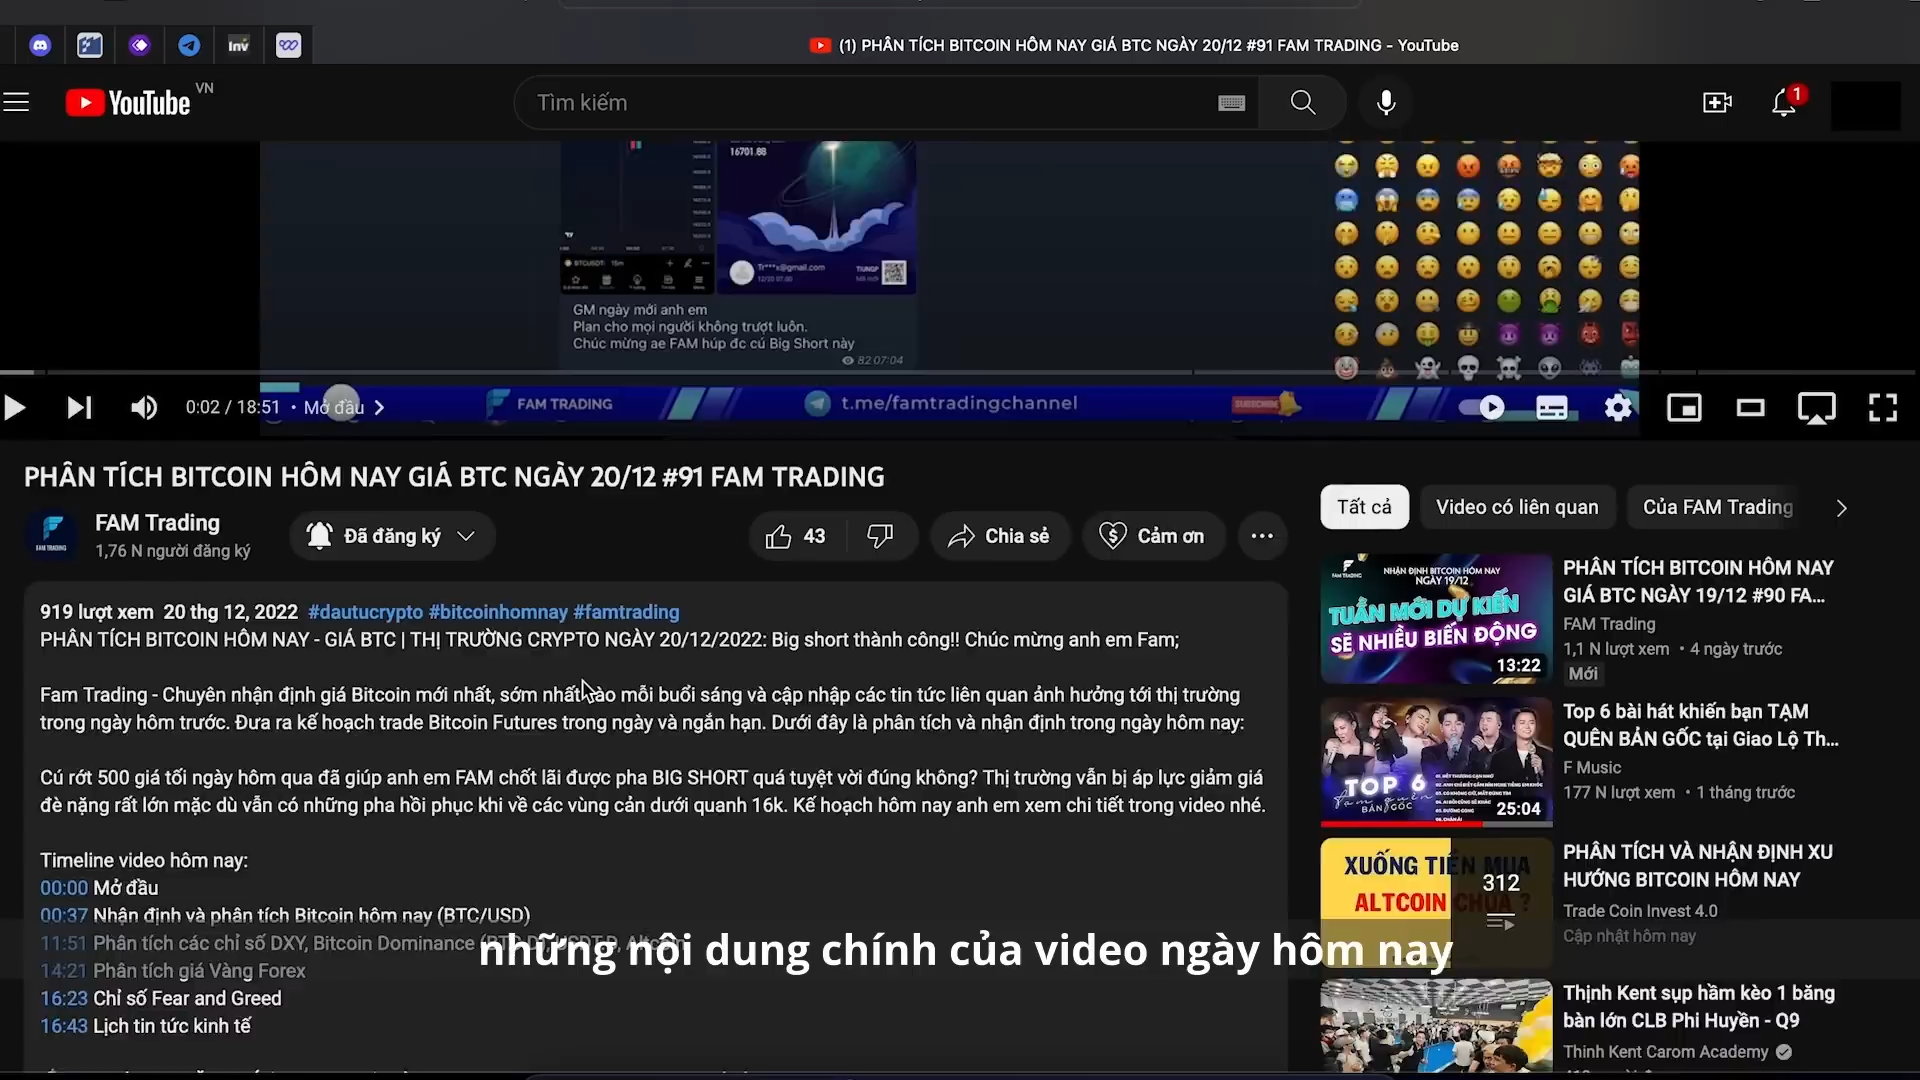 Inv
(1) PHÂN TÍCH BITCOIN HÔM NAY GIÁ BTC NGÀY 20/12 #91 FAM TRADING - YouTube
YouTube VN
Tìm kiếm
1
16701.88
BTCUSDT 15m
Tr***x@gmail.com
GM ngày mới anh em
Plan cho mọi người không trượt luôn.
Chúc mừng ae FAM húp đc cú Big Short này
82 07:04
0:02 / 18:51 • Mở đầu
FAM TRADING
t.me/famtradingchannel
SUBSCRIBE
PHÂN TÍCH BITCOIN HÔM NAY GIÁ BTC NGÀY 20/12 #91 FAM TRADING
FAM TRADING
FAM Trading
1,76 N người đăng ký
Đã đăng ký
43
Chia sẻ
Cảm ơn
919 lượt xem 20 thg 12, 2022 #dautucrypto #bitcoinhomnay #famtrading
PHÂN TÍCH BITCOIN HÔM NAY - GIÁ BTC | THỊ TRƯỜNG CRYPTO NGÀY 20/12/2022: Big short thành công!! Chúc mừng anh em Fam;
Fam Trading - Chuyên nhận định giá Bitcoin mới nhất, sớm nhất vào mỗi buổi sáng và cập nhập các tin tức liên quan ảnh hưởng tới thị trường
trong ngày hôm trước. Đưa ra kế hoạch trade Bitcoin Futures trong ngày và ngắn hạn. Dưới đây là phân tích và nhận định trong ngày hôm nay:
Cú rớt 500 giá tối ngày hôm qua đã giúp anh em FAM chốt lãi được pha BIG SHORT quá tuyệt vời đúng không? Thị trường vẫn bị áp lực giảm giá
đè nặng rất lớn mặc dù vẫn có những pha hồi phục khi về các vùng cản dưới quanh 16k. Kế hoạch hôm nay anh em xem chi tiết trong video nhé.
Timeline video hôm nay:
00:00 Mở đầu
00:37 Nhận định và phân tích Bitcoin hôm nay (BTC/USD)
11:51 Phân tích các chỉ số DXY, Bitcoin Dominance
14:21 Phân tích giá Vàng Forex
16:23 Chỉ số Fear and Greed
16:43 Lịch tin tức kinh tế
những nội dung chính của video ngày hôm nay
Tất cả
Video có liên quan
Của FAM Trading
FAM TRADING
NHẬN ĐỊNH BITCOIN HÔM NAY
NGÀY 19/12
TUẦN MỚI DỰ KIẾN
SẼ NHIỀU BIẾN ĐỘNG
13:22
PHÂN TÍCH BITCOIN HÔM NAY
GIÁ BTC NGÀY 19/12 #90 FA...
FAM Trading
1,1 N lượt xem • 4 ngày trước
Mới
TOP 6
BẢN GỐC
25:04
Top 6 bài hát khiến bạn TẠM
QUÊN BẢN GỐC tại Giao Lộ Th...
F Music
177 N lượt xem • 1 tháng trước
XUỐNG TIỀN MUA
ALTCOIN CHƯA ?
312
PHÂN TÍCH VÀ NHẬN ĐỊNH XU
HƯỚNG BITCOIN HÔM NAY
Trade Coin Invest 4.0
Cập nhật hôm nay
Thịnh Kent sụp hầm kèo 1 băng
bàn lớn CLB Phi Huyền - Q9
Thinh Kent Carom Academy